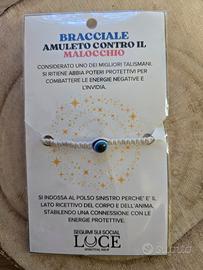 BRACCIALE
AMULETO CONTRO IL
MALOCCHIO
CONSIDERATO UNO DEI MIGLIORI TALISMANI.
SI RITIENE ABBIA POTERI PROTETTIVI PER
COMBATTERE LE ENERGIE NEGATIVE E
L'INVIDIA.
SI INDOSSA AL POLSO SINISTRO PERCHE' E' IL
LATO RICETTIVO DEL CORPO E DELL'ANIMA,
STABILENDO UNA CONNESSIONE CON LE
ENERGIE PROTETTIVE.
SEGUIMI SUI SOCIAL
LUCE
subito